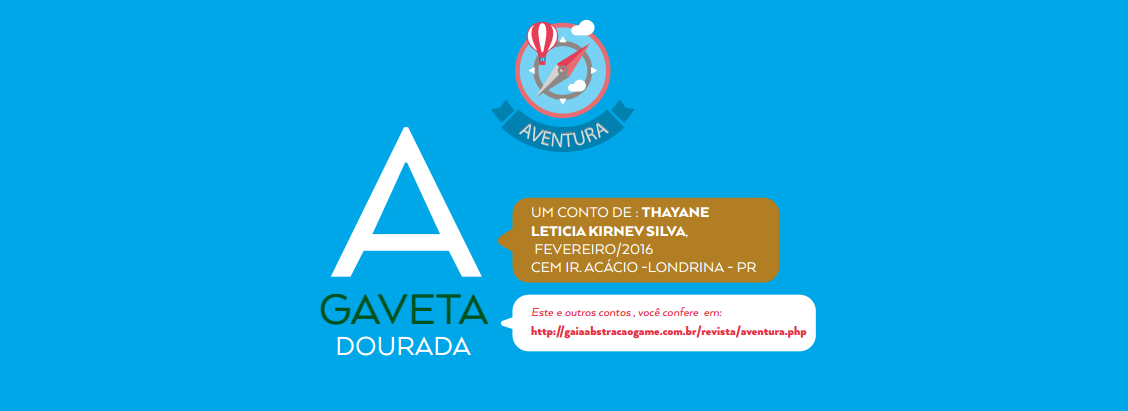 AVENTURA
A
GAVETA
DOURADA
UM CONTO DE : THAYANE
LETICIA KIRNEV SILVA,
FEVEREIRO/2016
CEM IR. ACÁCIO -LONDRINA - PR
Este e outros contos , você confere em:
http://gaiaabstracaogame.com.br/revista/aventura.php